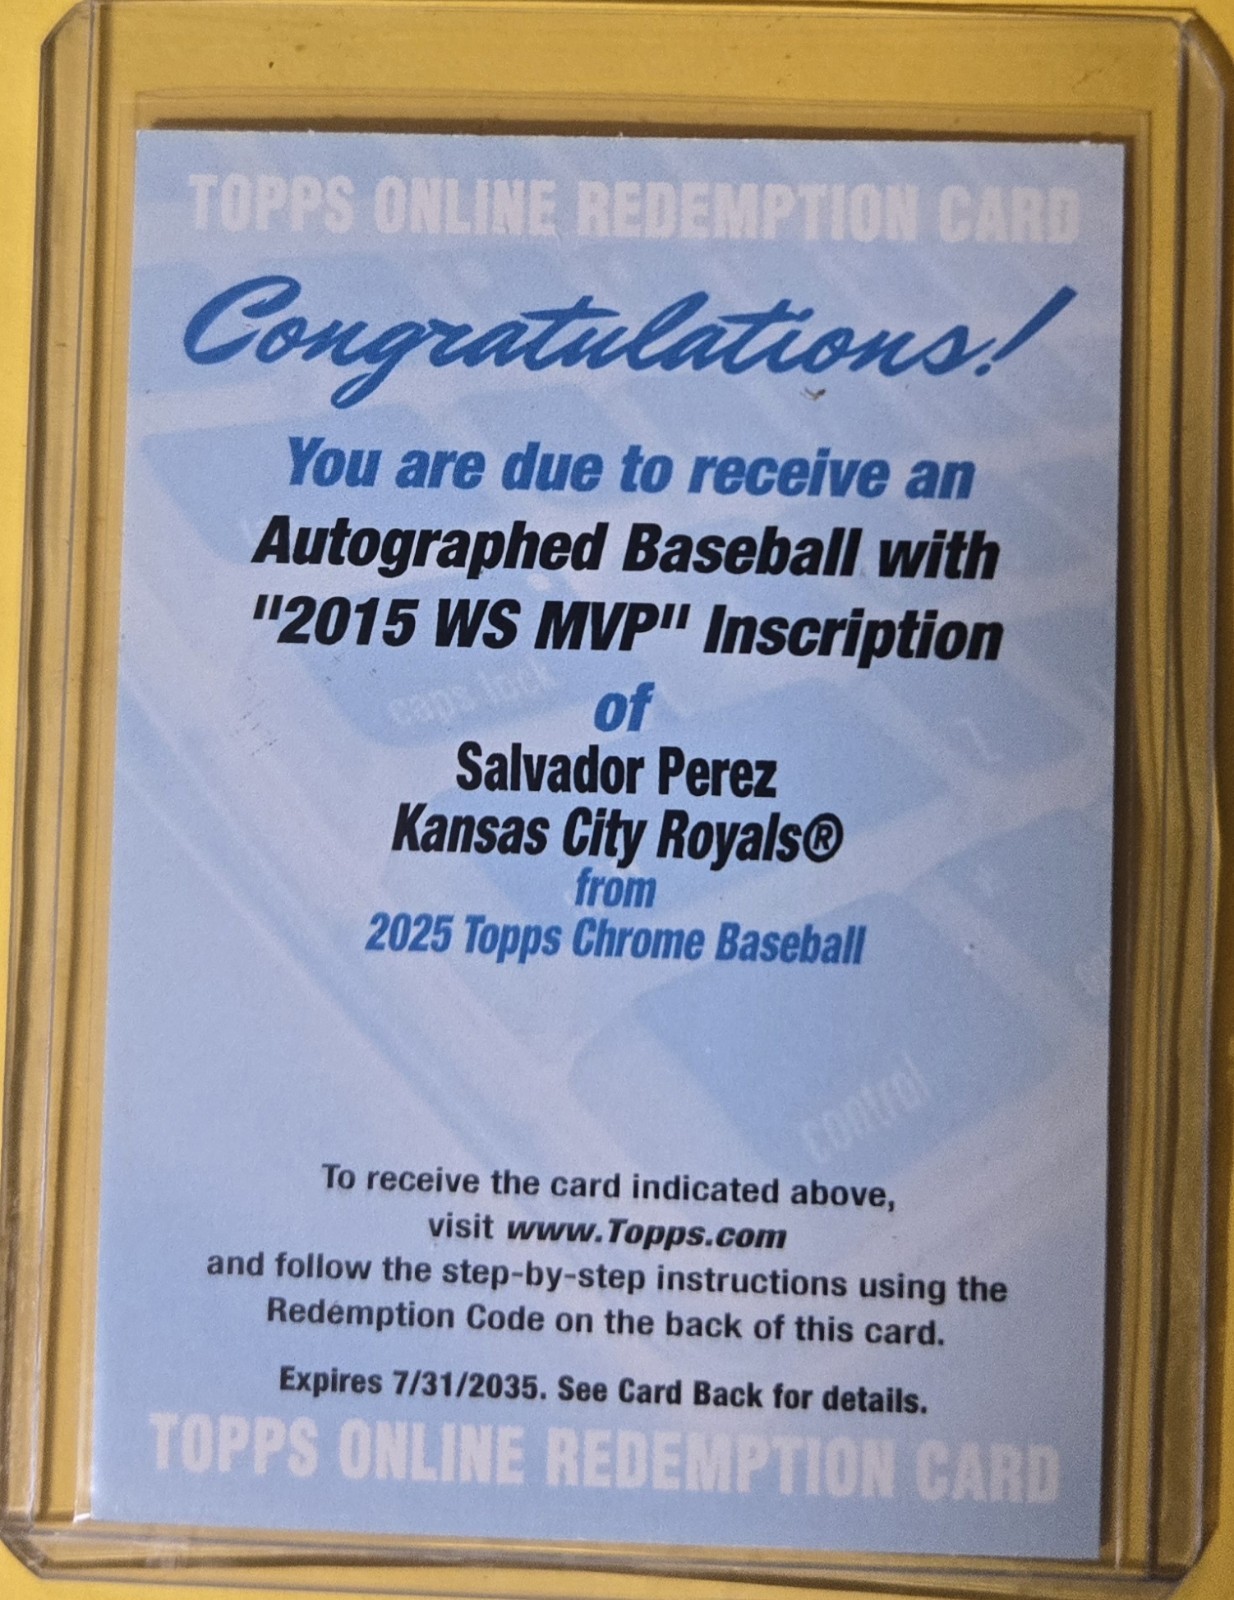 TOPPS ONLINE REDEMPTION CARD
Congratulations!
You are due to receive an
Autographed Baseball with
"2015 WS MVP" Inscription
caps lock
of
Salvador Perez
Z
Kansas City Royals®
from
2025 Topps Chrome Baseball
control
To receive the card indicated above,
visit www.Topps.com
and follow the step-by-step instructions using the
Redemption Code on the back of this card.
Expires 7/31/2035. See Card Back for details.
TOPPS ONLINE REDEMPTION CARD